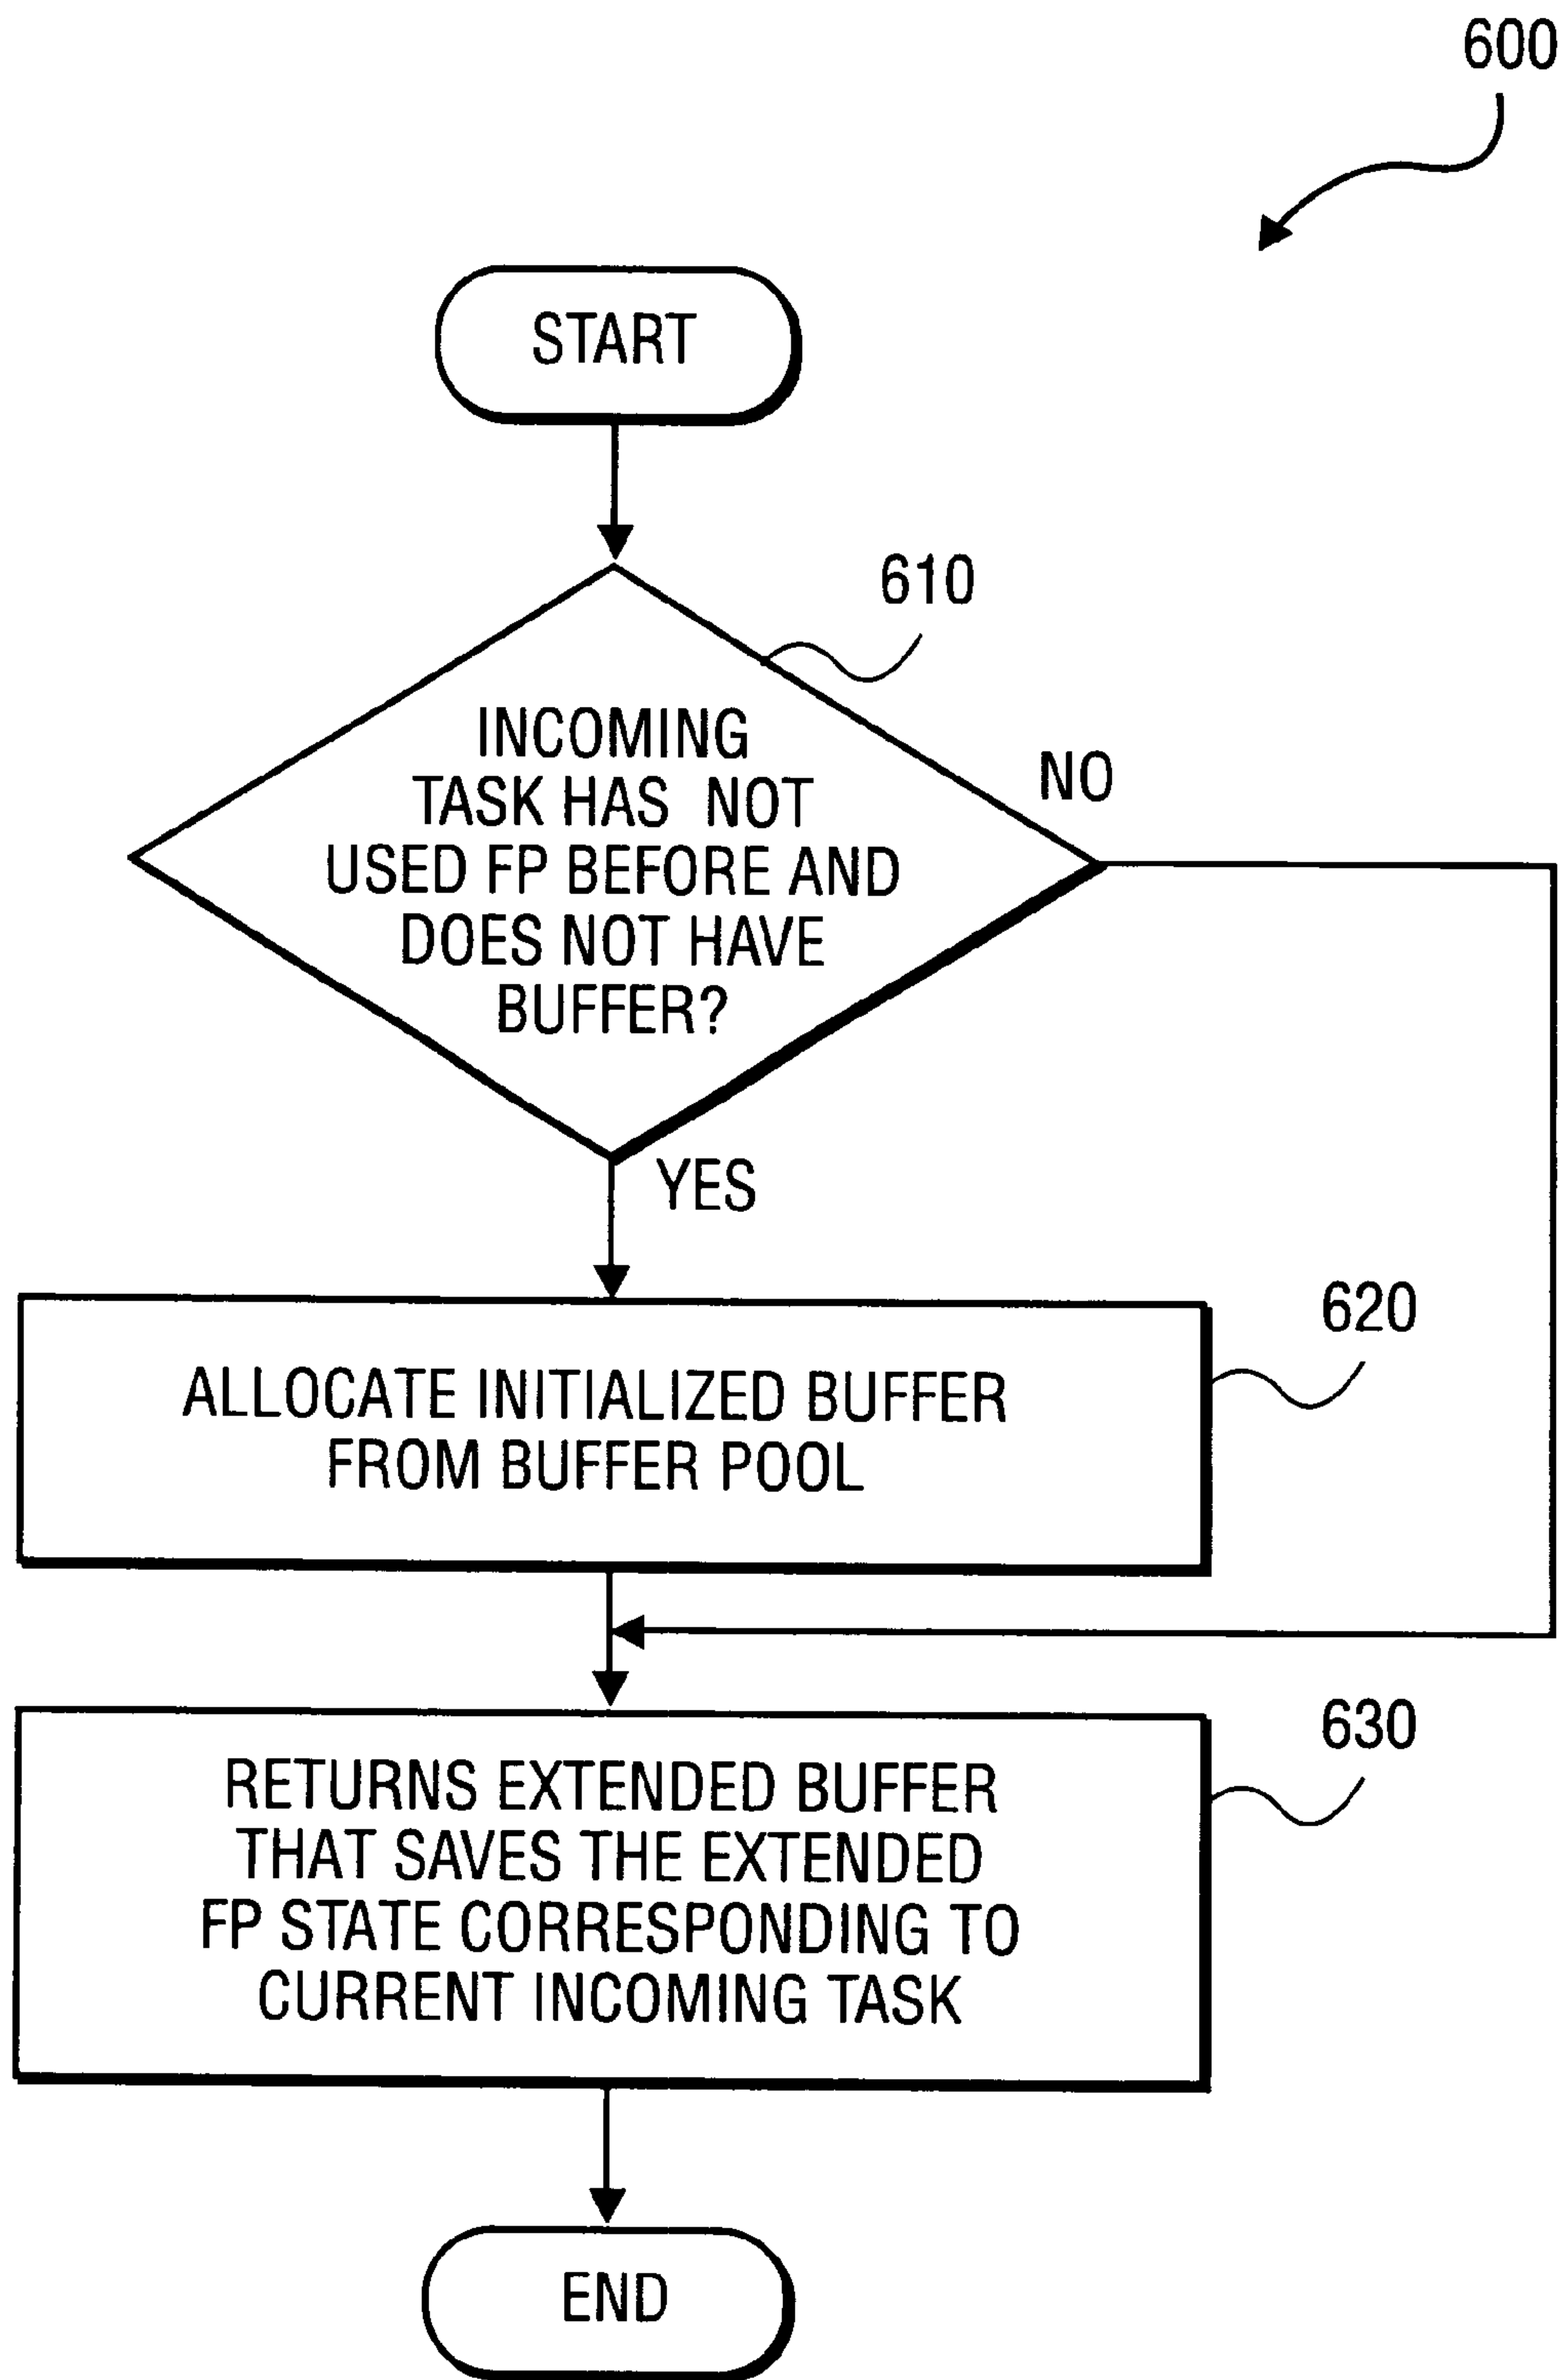 600
START
610
INCOMING
TASK HAS NOT
USED FP BEFORE AND
DOES NOT HAVE
BUFFER?
NO
YES
620
ALLOCATE INITIALIZED BUFFER
FROM BUFFER POOL
630
RETURNS EXTENDED BUFFER
THAT SAVES THE EXTENDED
FP STATE CORRESPONDING TO
CURRENT INCOMING TASK
END